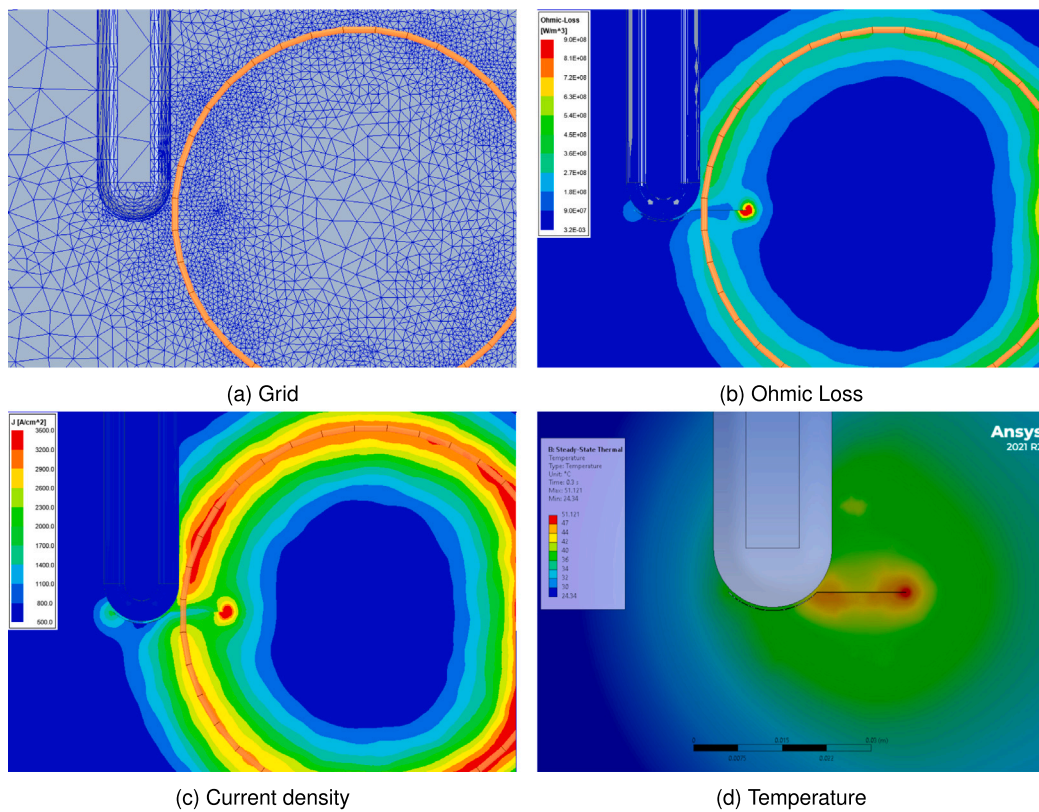 Ohmic-Loss
[W/m^3]
9.0E+08
8.1E+08
7.2E+08
6.3E+08
5.4E+08
4.5E+08
3.6E+08
2.7E+08
1.8E+08
9.0E+07
3.2E-03
(a) Grid
(b) Ohmic Loss
J [A/cm^2]
3600.0
3200.0
2900.0
2600.0
2300.0
2000.0
1700.0
1400.0
1100.0
800.0
500.0
B: Steady-State Thermal
Temperature
Type: Temperature
Unit: °C
Time: 0.3 s
Max: 51.121
Min: 24.34
51.121
47
44
42
40
36
34
32
30
24.34
Ansys
2021 R
0.015
0.03 (m)
0.0075
(c) Current density
(d) Temperature